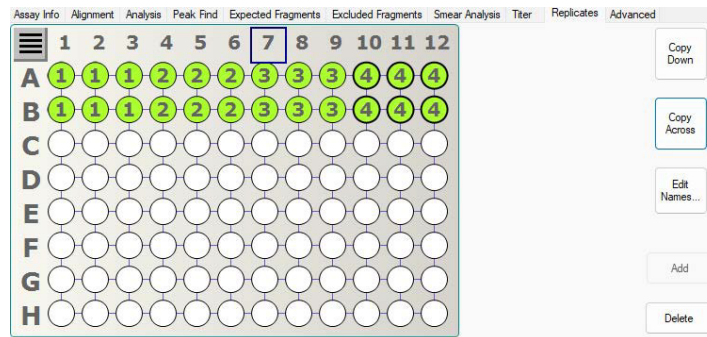 Assay Info Alignment Analysis Peak Find Expected Fragments Excluded Fragments Smear Analysis Titer Replicates Advanced
1 2 3 4 5 6 7 8 9 10 11 12
A 1 1 1 2 2 2 3 3 3 4 4 4
B 1 1 1 2 2 2 3 3 3 4 4 4
C
D
E
F
G
H
Copy
Down
Copy
Across
Edit
Names...
Add
Delete